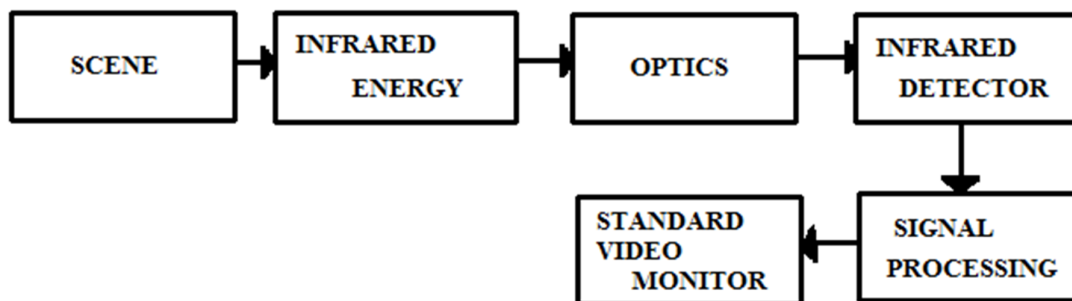 SCENE
INFRARED
ENERGY
OPTICS
INFRARED
DETECTOR
SIGNAL
PROCESSING
STANDARD
VIDEO
MONITOR